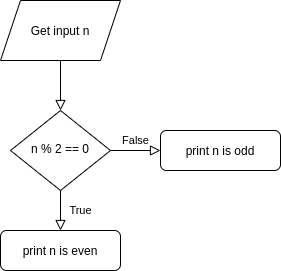 Get input n
n % 2 == 0
False
print n is odd
True
print n is even